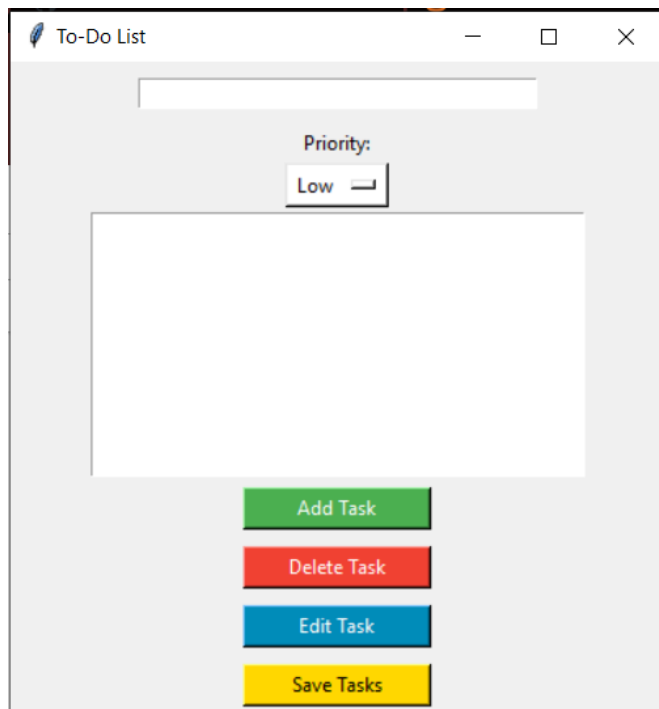 To-Do List
Priority:
Low
Add Task
Delete Task
Edit Task
Save Tasks